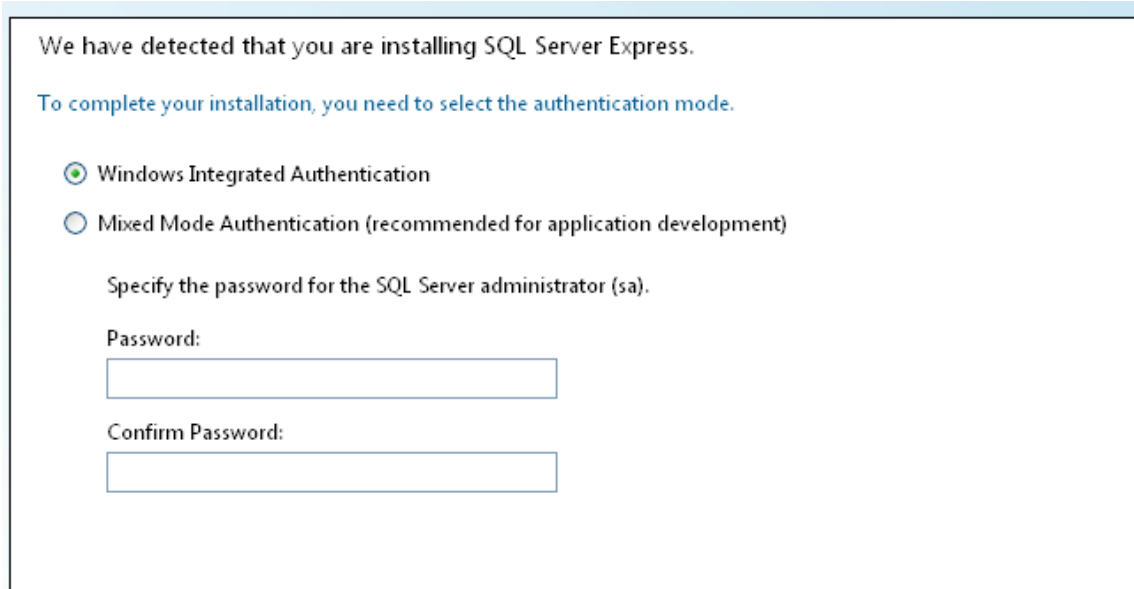 We have detected that you are installing SQL Server Express.
To complete your installation, you need to select the authentication mode.
Windows Integrated Authentication
Mixed Mode Authentication (recommended for application development)
Specify the password for the SQL Server administrator (sa).
Password:
Confirm Password: